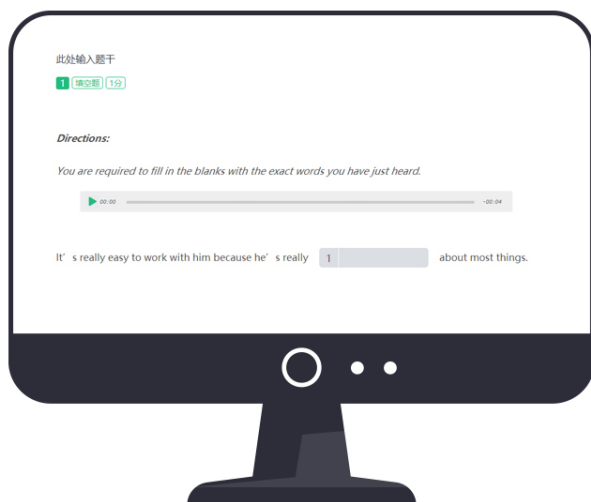 此处输入题干
1 填空题 1分
Directions:
You are required to fill in the blanks with the exact words you have just heard.
00:00 -00:04
It' s really easy to work with him because he' s really 1 about most things.